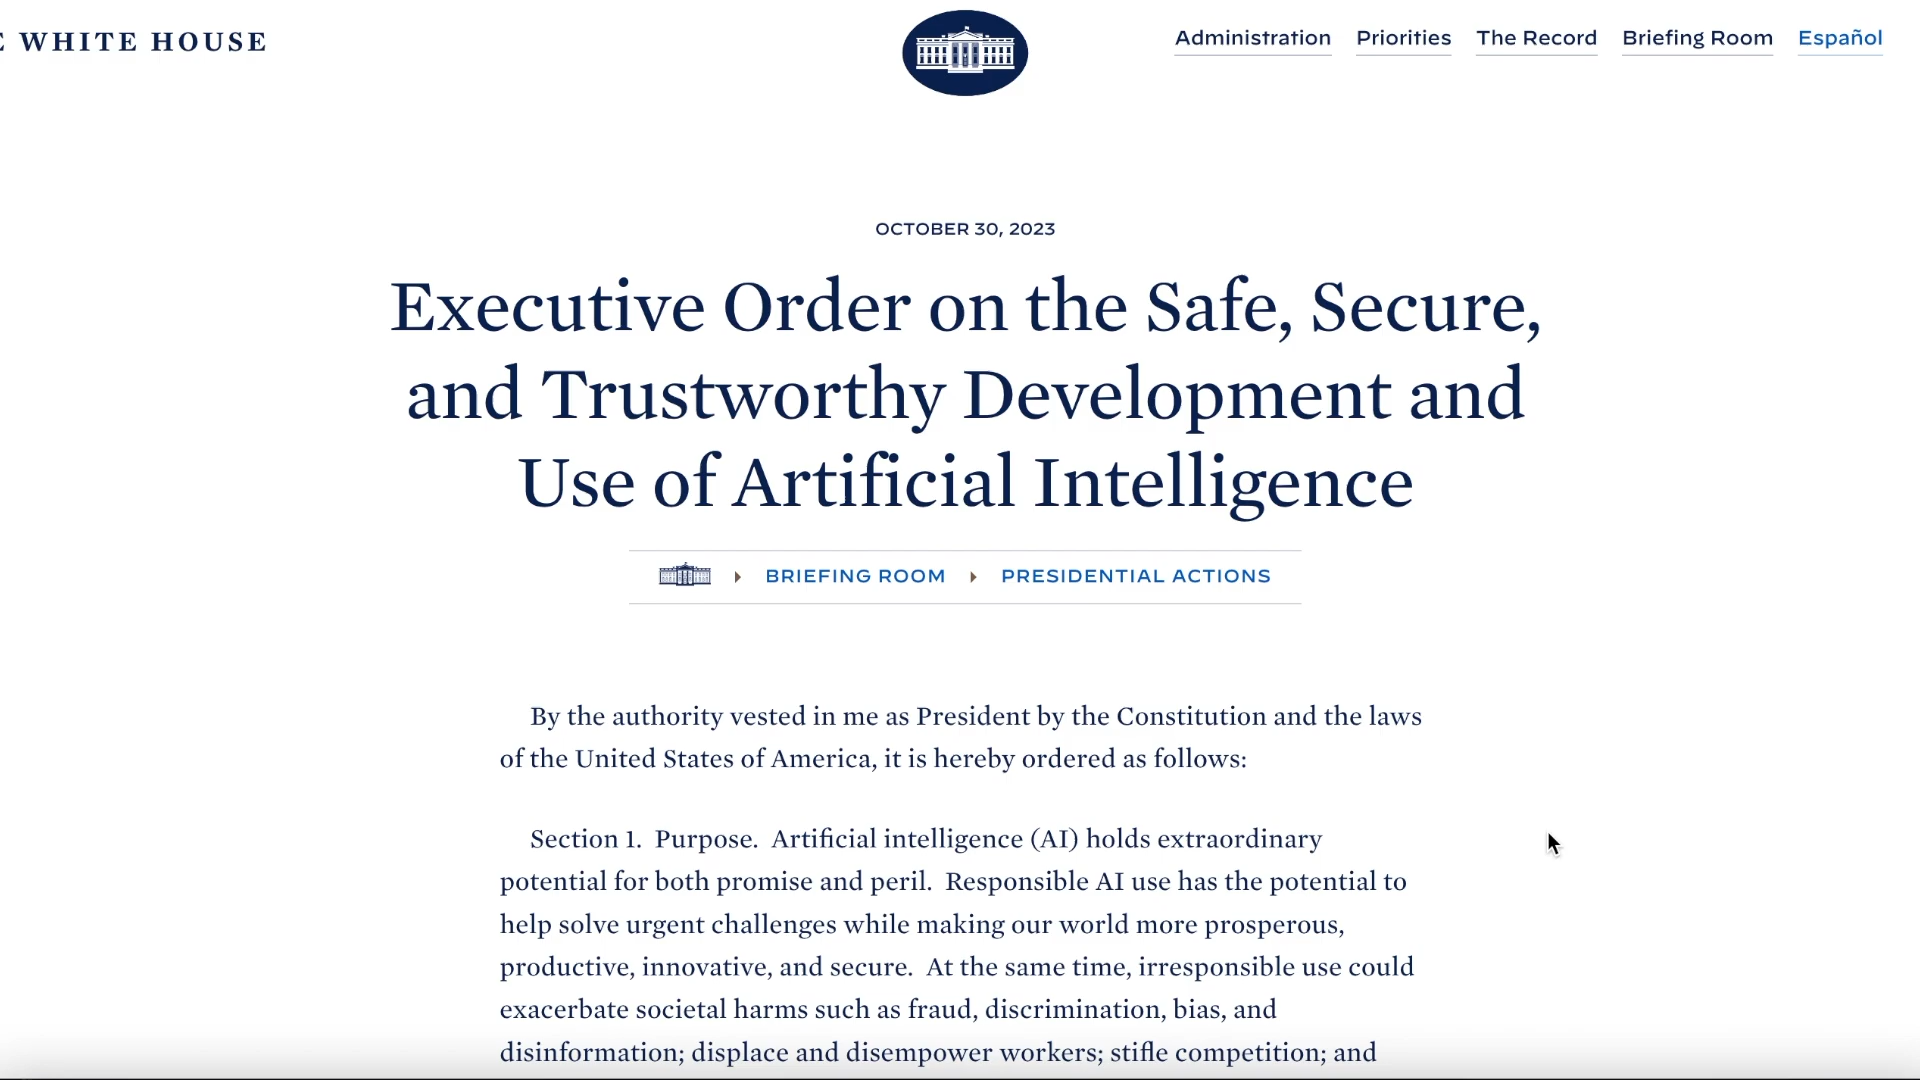 WHITE HOUSE
Administration Priorities The Record Briefing Room Español
OCTOBER 30, 2023
Executive Order on the Safe, Secure,
and Trustworthy Development and
Use of Artificial Intelligence
BRIEFING ROOM PRESIDENTIAL ACTIONS
By the authority vested in me as President by the Constitution and the laws
of the United States of America, it is hereby ordered as follows:
Section 1. Purpose. Artificial intelligence (AI) holds extraordinary
potential for both promise and peril. Responsible AI use has the potential to
help solve urgent challenges while making our world more prosperous,
productive, innovative, and secure. At the same time, irresponsible use could
exacerbate societal harms such as fraud, discrimination, bias, and
disinformation; displace and disempower workers; stifle competition; and